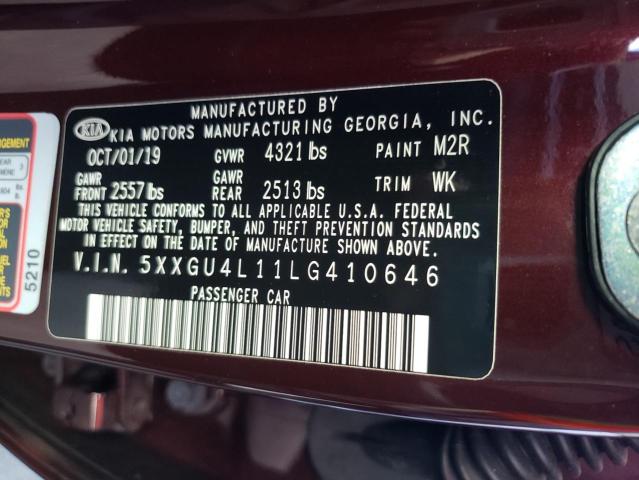 MANUFACTURED BY
KIA KIA MOTORS MANUFACTURING GEORGIA, INC.
OCT/01/19 GVWR 4321 lbs PAINT M2R
GAWR FRONT 2557 lbs GAWR REAR 2513 lbs TRIM WK
THIS VEHICLE CONFORMS TO ALL APPLICABLE U.S.A. FEDERAL
MOTOR VEHICLE SAFETY, BUMPER, AND THEFT PREVENTION STANDARDS
IN EFFECT ON THE DATE OF MANUFACTURE SHOWN ABOVE.
V.I.N. 5XXGU4L11LG410646
PASSENGER CAR
5210